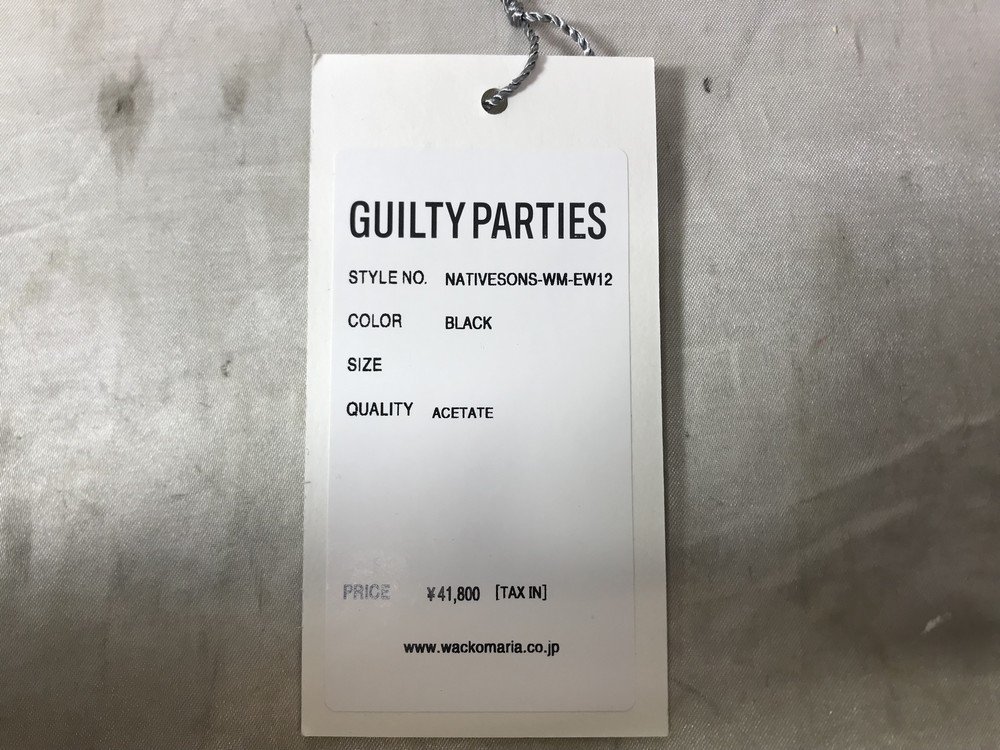 GUILTY PARTIES
STYLE NO. NATIVESONS-WM-EW12
COLOR BLACK
SIZE
QUALITY ACETATE
PRICE ¥41,800 [TAX IN]
www.wackomaria.co.jp